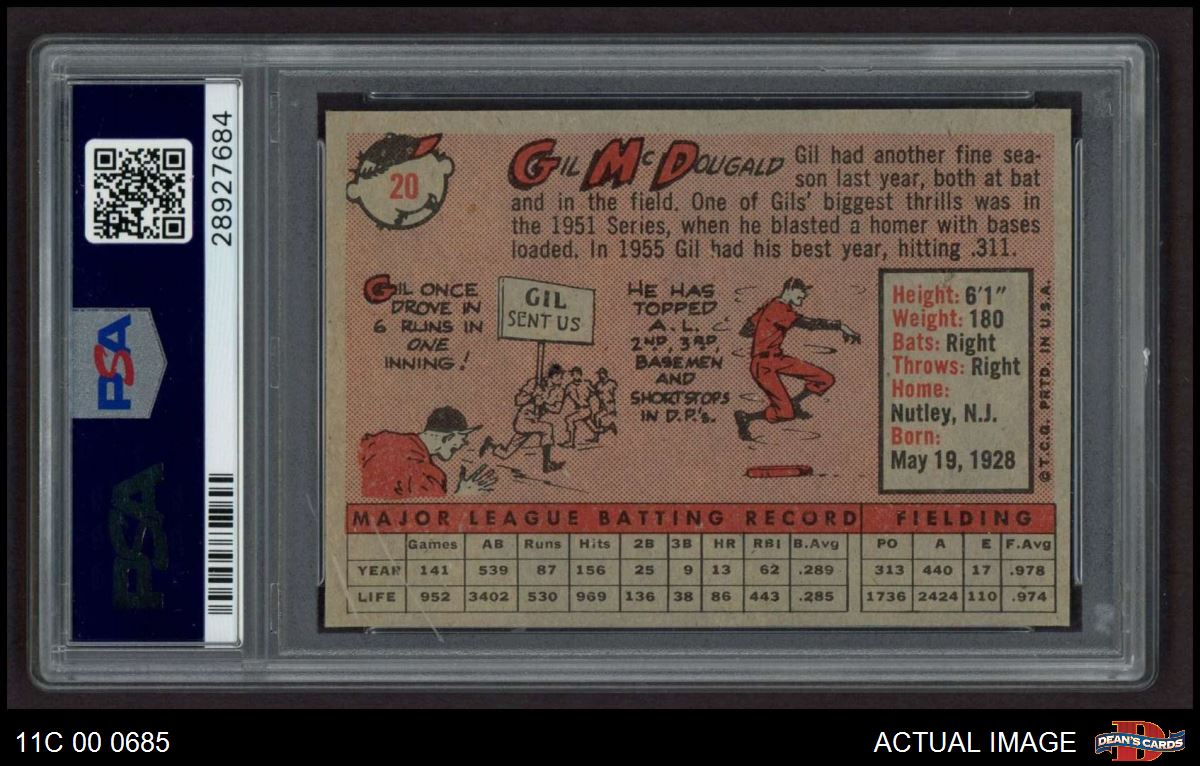 28927684
PSA
PSA
20
GIL McDOUGALD
Gil had another fine sea-
son last year, both at bat
and in the field. One of Gils' biggest thrills was in
the 1951 Series, when he blasted a homer with bases
loaded. In 1955 Gil had his best year, hitting .311.
GIL ONCE
DROVE IN
6 RUNS IN
ONE
INNING!
GIL
SENT US
HE HAS
TOPPED
A.L.
2ND, 3RD,
BASEMEN
AND
SHORTSTOPS
IN D.P.'s.
Height: 6'1"
Weight: 180
Bats: Right
Throws: Right
Home:
Nutley, N.J.
Born:
May 19, 1928
© T.C.G. PRTD. IN U.S.A.
MAJOR LEAGUE BATTING RECORD FIELDING
Games AB Runs Hits 2B 3B HR RBI B.Avg PO A E F.Avg
YEAR 141 539 87 156 25 9 13 62 .289 313 440 17 .978
LIFE 952 3402 530 969 136 38 86 443 .285 1736 2424 110 .974
11C 00 0685
ACTUAL IMAGE
D
DEAN'S CARDS